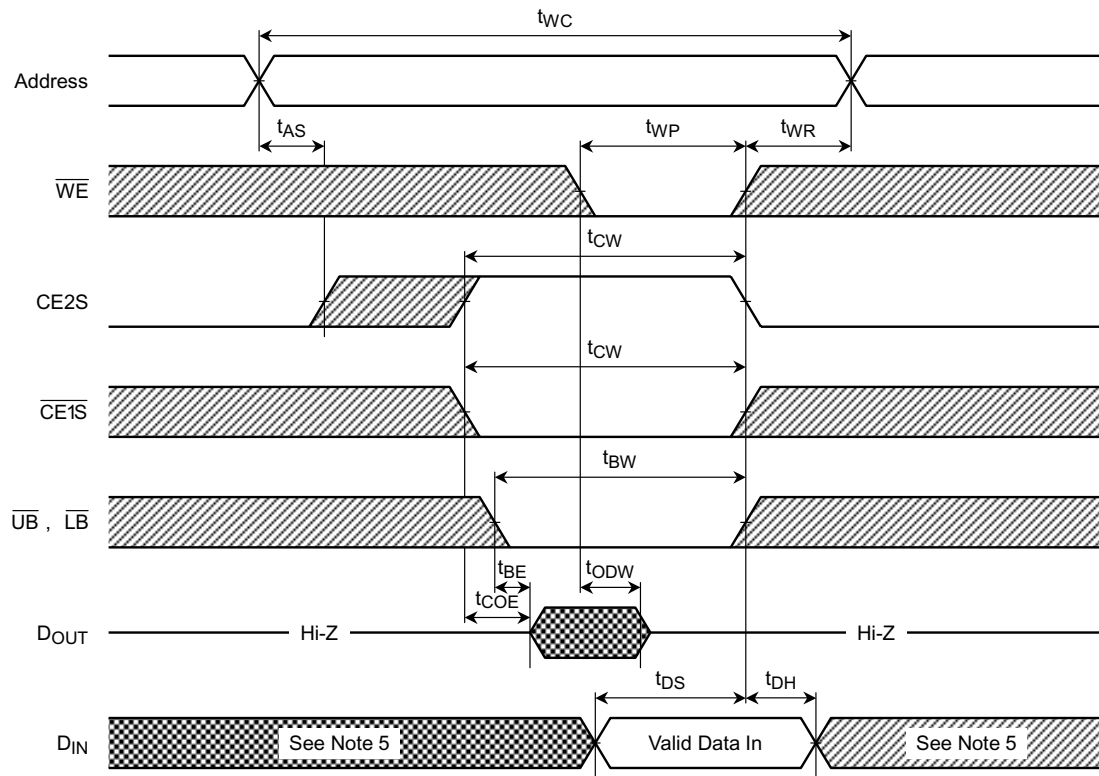 tWC
Address
tAS
tWP
tWR
WE
tCW
CE2S
tCW
CE1S
tBW
UB , LB
tBE
tODW
tCOE
DOUT
Hi-Z
Hi-Z
tDS
tDH
DIN
See Note 5
Valid Data In
See Note 5